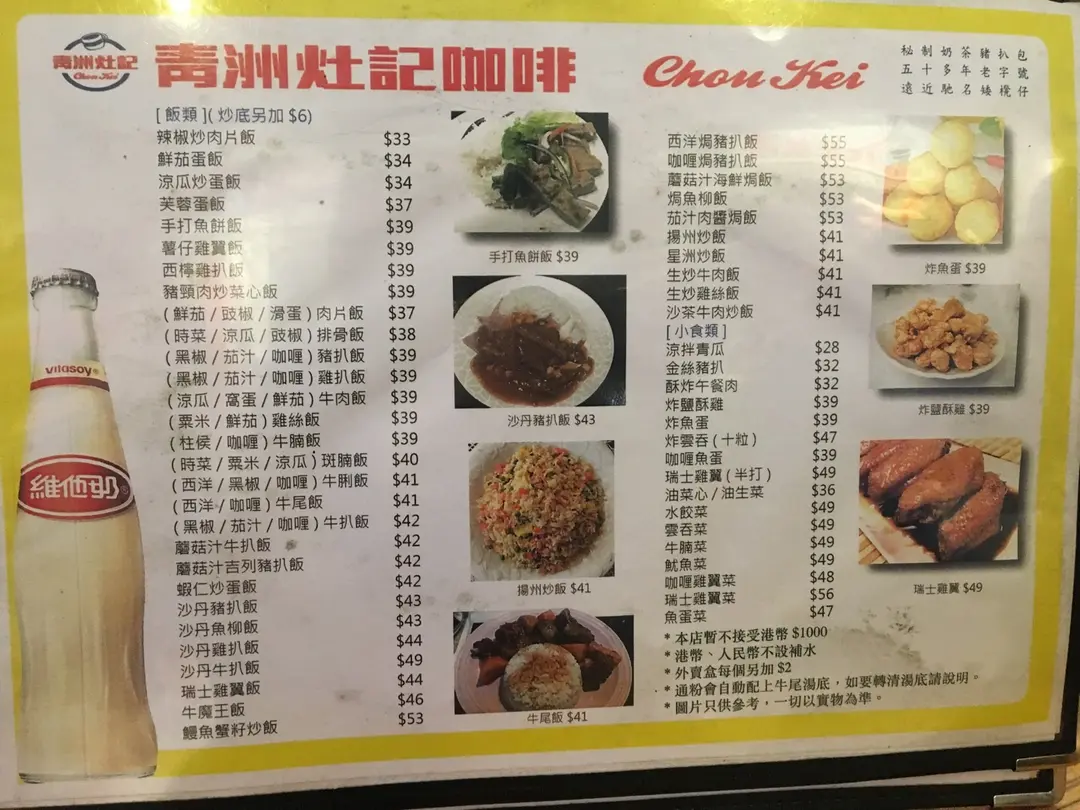 青洲灶記
Chou Kei
青洲灶記咖啡
Chou Kei
秘制奶茶豬扒包
五十多年老字號
遠近馳名矮欖仔
[ 飯類 ]( 炒底另加 $6)
辣椒炒肉片飯 $33
鮮茄蛋飯 $34
涼瓜炒蛋飯 $34
芙蓉蛋飯 $37
手打魚餅飯 $39
薯仔雞翼飯 $39
西檸雞扒飯 $39
豬頸肉炒菜心飯 $39
( 鮮茄 / 豉椒 / 滑蛋 ) 肉片飯 $37
( 時菜 / 涼瓜 / 豉椒 ) 排骨飯 $38
( 黑椒 / 茄汁 / 咖喱 ) 豬扒飯 $39
( 黑椒 / 茄汁 / 咖喱 ) 雞扒飯 $39
( 涼瓜 / 窩蛋 / 鮮茄 ) 牛肉飯 $39
( 粟米 / 鮮茄 ) 雞絲飯 $39
( 柱侯 / 咖喱 ) 牛腩飯 $39
( 時菜 / 粟米 / 涼瓜 ) 斑腩飯 $40
( 西洋 / 黑椒 / 咖喱 ) 牛脷飯 $41
( 西洋 / 咖喱 ) 牛尾飯 $41
( 黑椒 / 茄汁 / 咖喱 ) 牛扒飯 $42
蘑菇汁牛扒飯 $42
蘑菇汁吉列豬扒飯 $42
蝦仁炒蛋飯 $42
沙丹豬扒飯 $43
沙丹魚柳飯 $43
沙丹雞扒飯 $44
沙丹牛扒飯 $49
瑞士雞翼飯 $44
牛魔王飯 $46
鰻魚蟹籽炒飯 $53
手打魚餅飯 $39
沙丹豬扒飯 $43
揚州炒飯 $41
牛尾飯 $41
西洋焗豬扒飯 $55
咖喱焗豬扒飯 $55
蘑菇汁海鮮焗飯 $53
焗魚柳飯 $53
茄汁肉醬焗飯 $53
揚州炒飯 $41
星洲炒飯 $41
生炒牛肉飯 $41
生炒雞絲飯 $41
沙茶牛肉炒飯 $41
[ 小食類 ]
涼拌青瓜 $28
金絲豬扒 $32
酥炸午餐肉 $32
炸鹽酥雞 $39
炸魚蛋 $39
炸雲吞 ( 十粒 ) $47
咖喱魚蛋 $39
瑞士雞翼 ( 半打 ) $49
油菜心 / 油生菜 $36
水餃菜 $49
雲吞菜 $49
牛腩菜 $49
魷魚菜 $49
咖喱雞翼菜 $48
瑞士雞翼菜 $56
魚蛋菜 $47
* 本店暫不接受港幣 $1000
* 港幣、人民幣不設補水
* 外賣盒每個另加 $2
* 通粉會自動配上牛尾湯底，如要轉清湯底請說明。
* 圖片只供參考，一切以實物為準。
炸魚蛋 $39
炸鹽酥雞 $39
瑞士雞翼 $49
vitasoy®
維他奶®